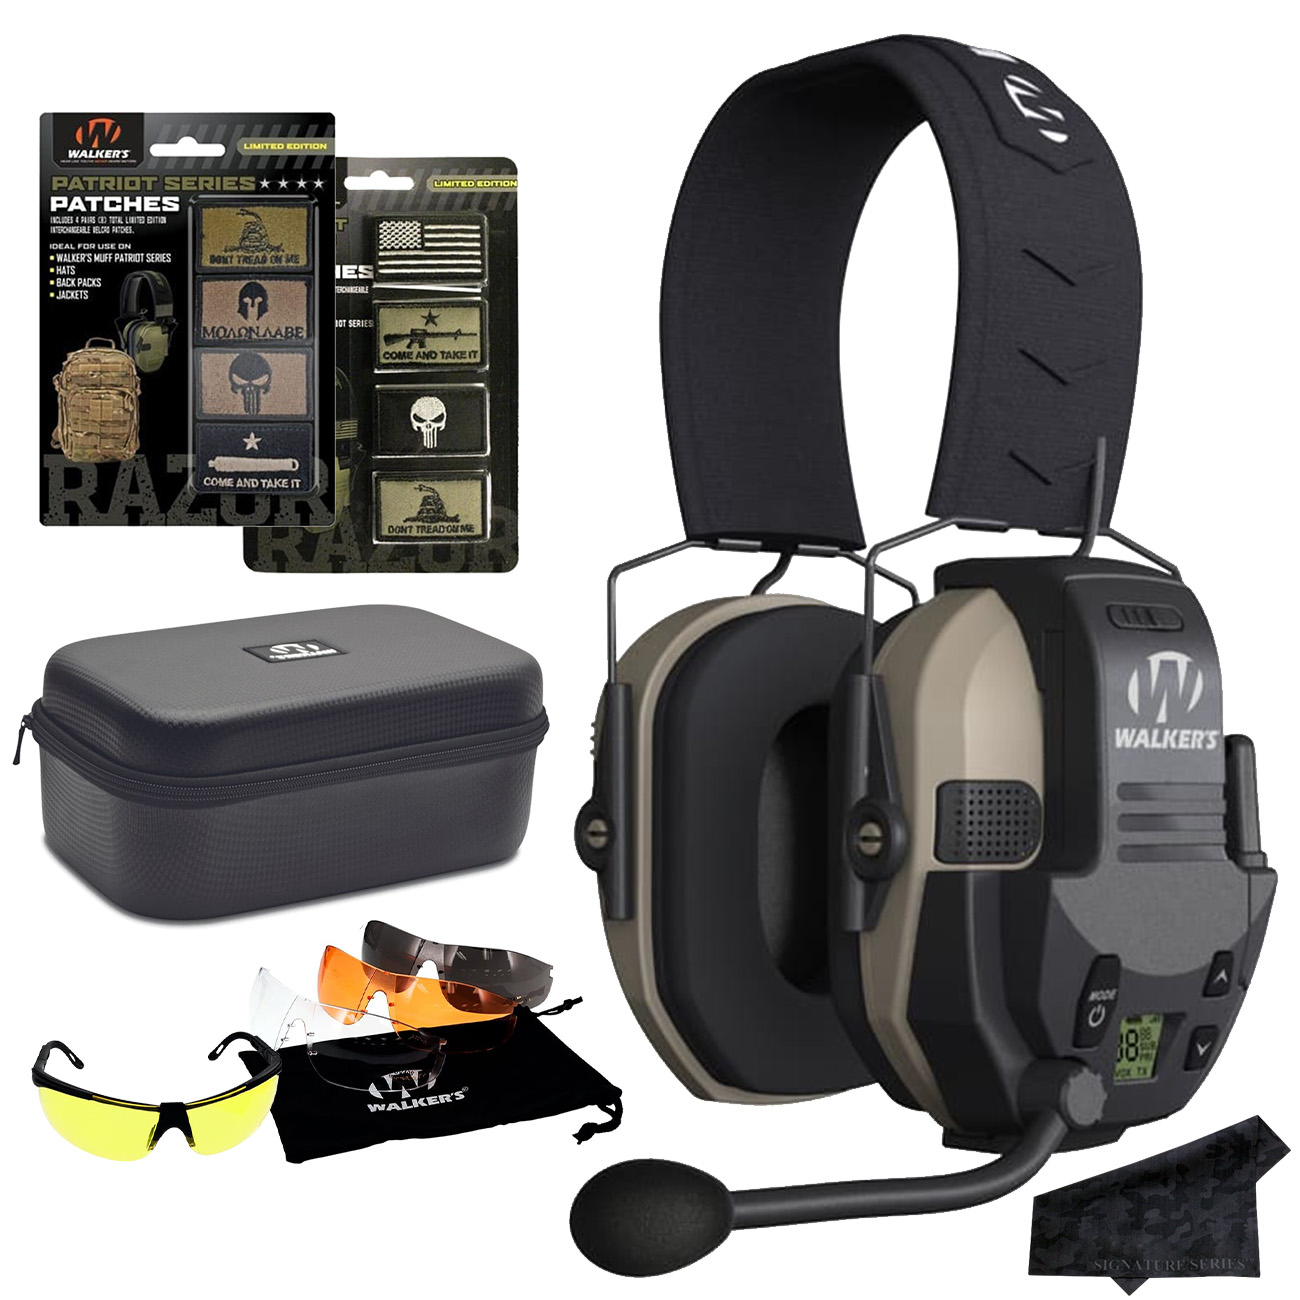 WALKER'S
LIMITED EDITION
PATRIOT SERIES
PATCHES
INCLUDES 4 PAIRS (8) TOTAL LIMITED EDITION
INTERCHANGEABLE VELCRO PATCHES.
IDEAL FOR USE ON
WALKER'S MUFF PATRIOT SERIES
HATS
BACK PACKS
JACKETS
DONT TREAD ON ME
ΜΟΛΩΝ ΛΑΒΕ
COME AND TAKE IT
RAZOR
LIMITED EDITION
COME AND TAKE IT
DONT TREAD ON ME
RAZOR
WALKER'S®
WALKER'S
MODE
VOX TX
SIGNATURE SERIES